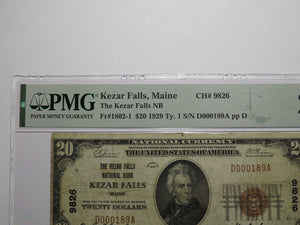 PMG
PAPER MONEY GUARANTY
Kezar Falls, Maine CH# 9826
The Kezar Falls NB
Fr#1802-1 $20 1929 Ty. 1 S/N D000189A pp D
NATIONAL CURRENCY
20
THE KEZAR FALLS
NATIONAL BANK
KEZAR FALLS
MAINE
TWENTY DOLLARS
D000189A
9826
D000189A
9826